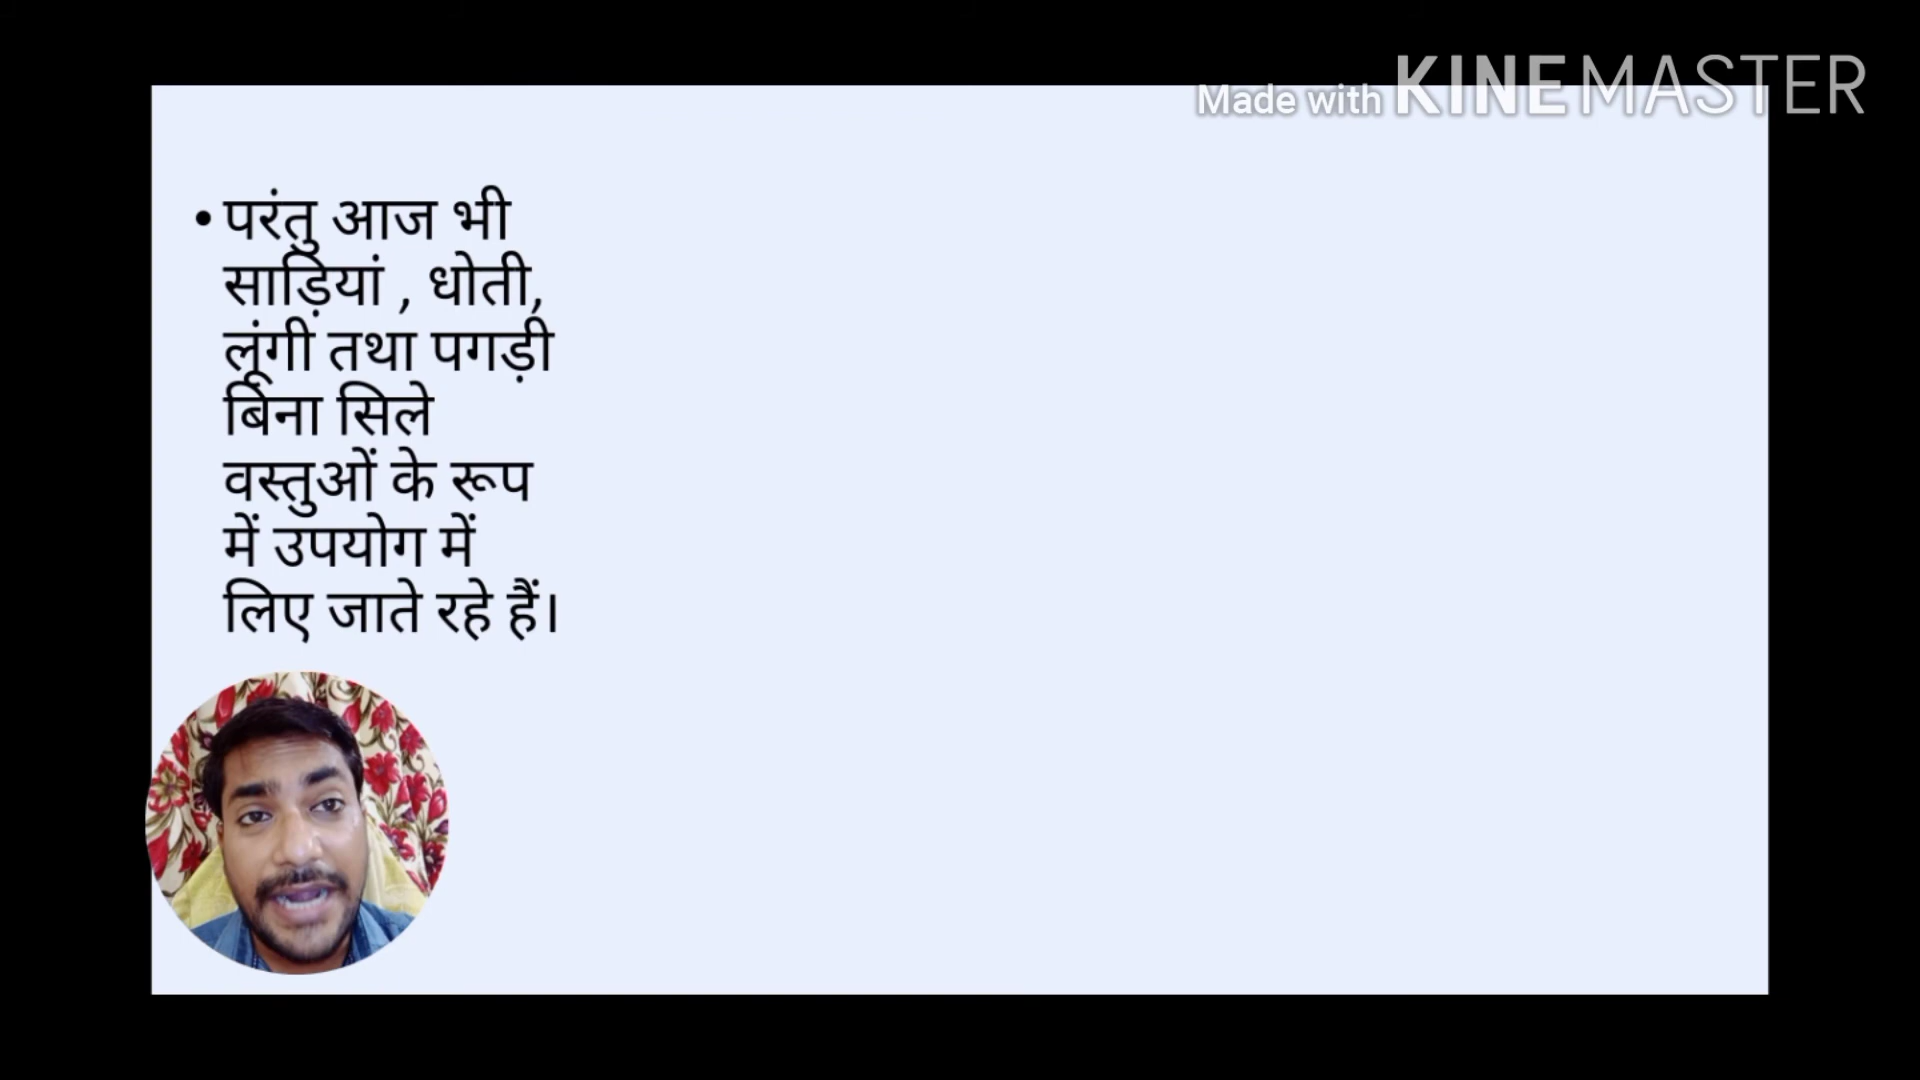 Made with KINEMASTER
• परंतु आज भी
साड़ियां , धोती,
लूंगी तथा पगड़ी
बिना सिले
वस्तुओं के रूप
में उपयोग में
लिए जाते रहे हैं।